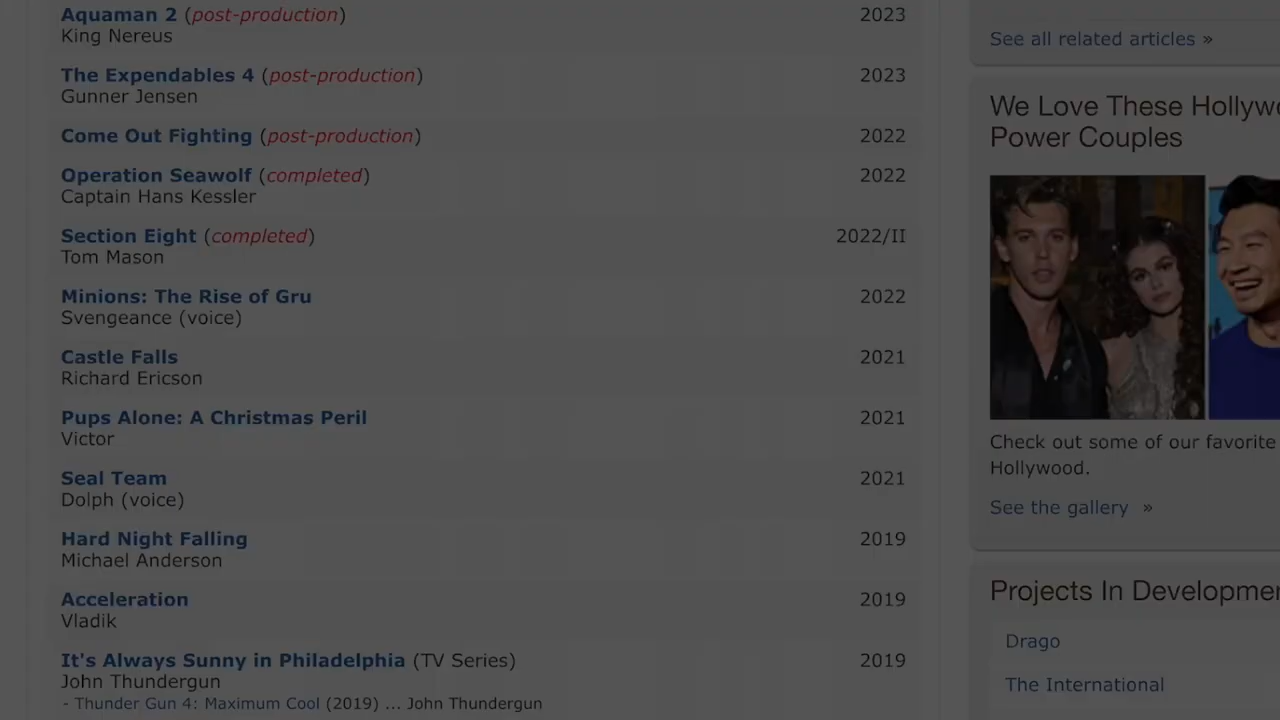 Aquaman 2 (post-production) 2023
King Nereus
The Expendables 4 (post-production) 2023
Gunner Jensen
Come Out Fighting (post-production) 2022
Operation Seawolf (completed) 2022
Captain Hans Kessler
Section Eight (completed) 2022/II
Tom Mason
Minions: The Rise of Gru 2022
Svengeance (voice)
Castle Falls 2021
Richard Ericson
Pups Alone: A Christmas Peril 2021
Victor
Seal Team 2021
Dolph (voice)
Hard Night Falling 2019
Michael Anderson
Acceleration 2019
Vladik
It's Always Sunny in Philadelphia (TV Series) 2019
John Thundergun
- Thunder Gun 4: Maximum Cool (2019) ... John Thundergun
See all related articles »
We Love These Hollywo
Power Couples
Check out some of our favorite
Hollywood.
See the gallery »
Projects In Developmen
Drago
The International